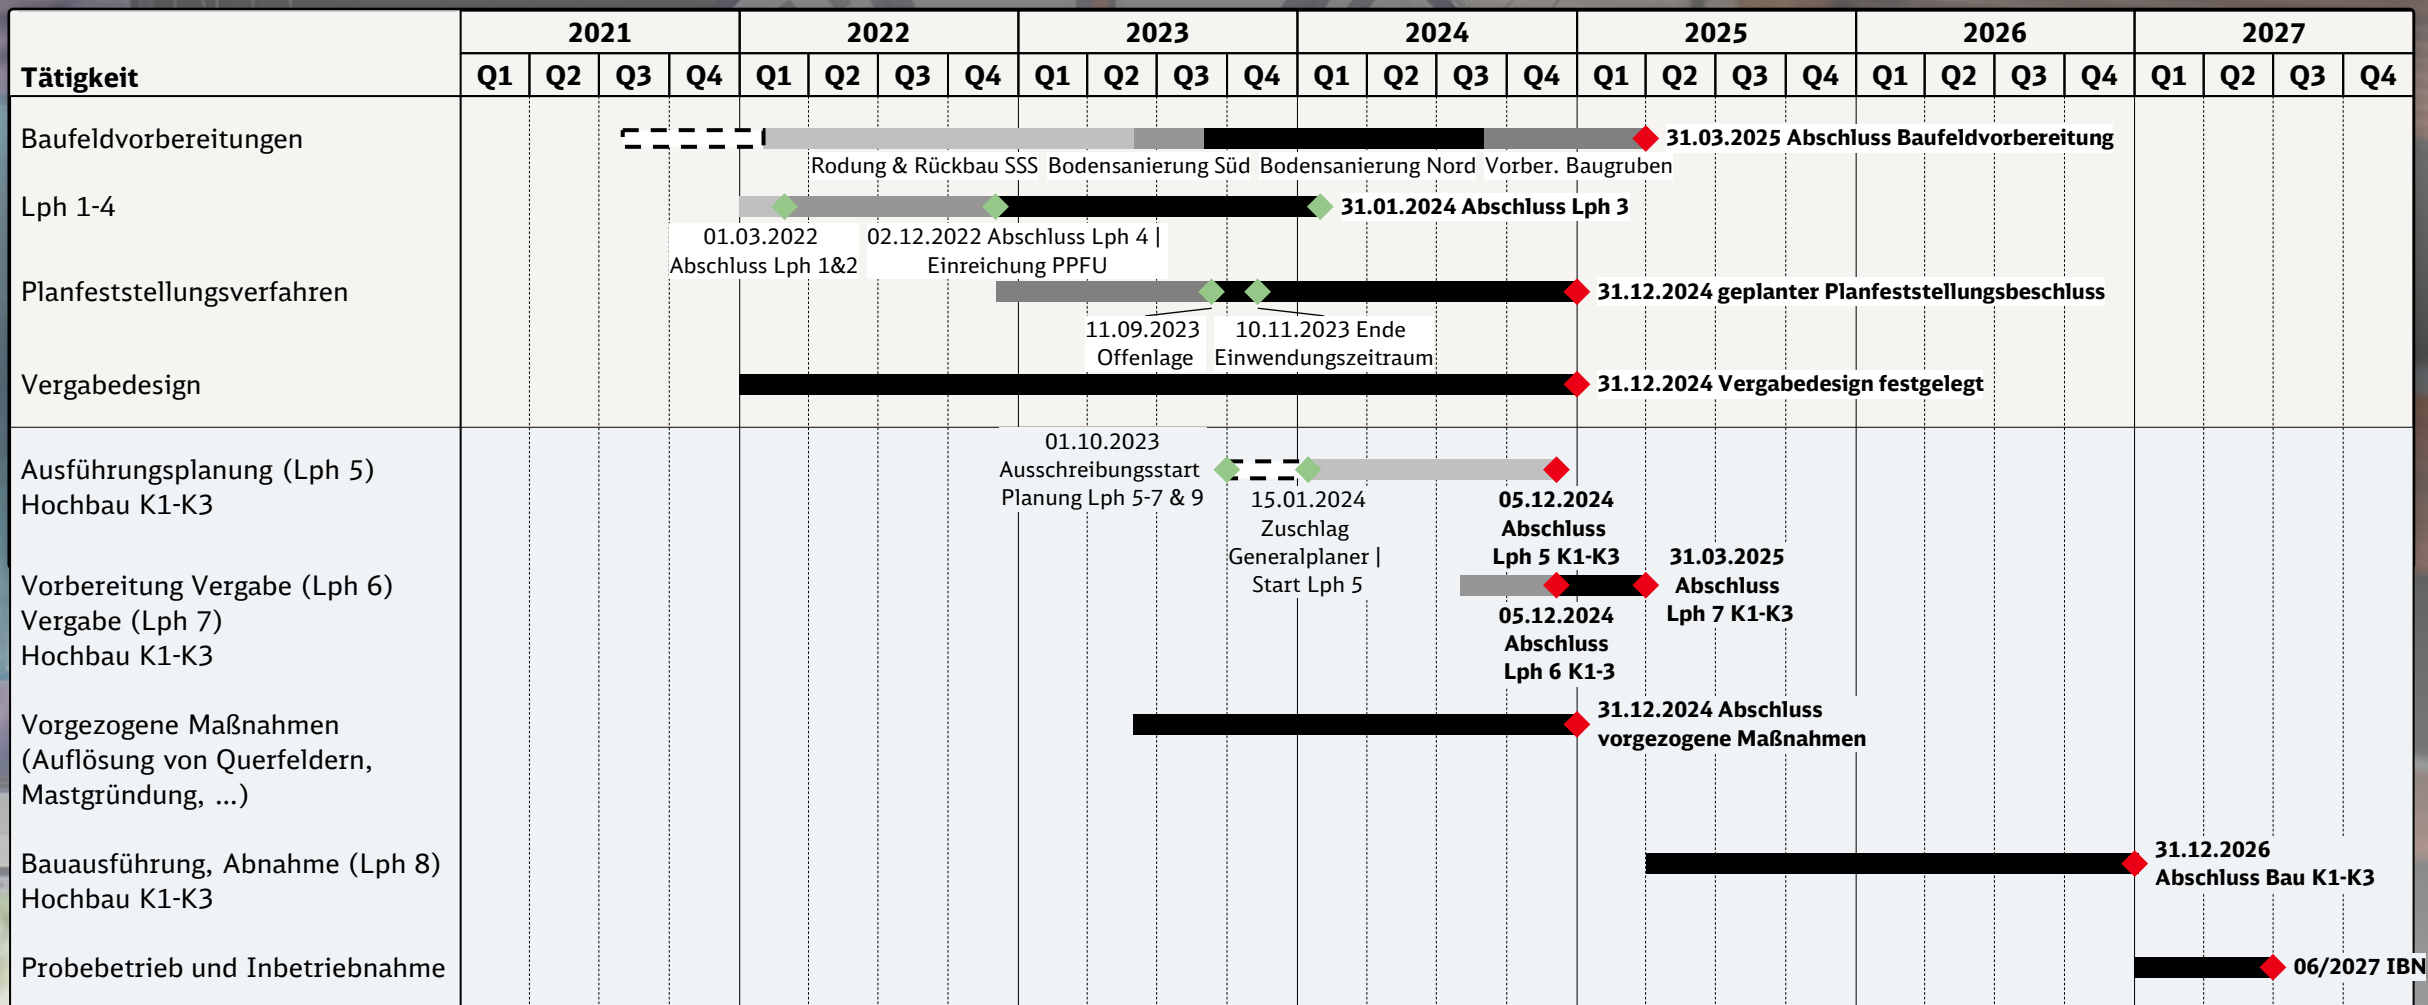 2021 2022 2023 2024 2025 2026 2027
Tätigkeit Q1 Q2 Q3 Q4 Q1 Q2 Q3 Q4 Q1 Q2 Q3 Q4 Q1 Q2 Q3 Q4 Q1 Q2 Q3 Q4 Q1 Q2 Q3 Q4 Q1 Q2 Q3 Q4
Baufeldvorbereitungen
31.03.2025 Abschluss Baufeldvorbereitung
Rodung & Rückbau SSS Bodensanierung Süd Bodensanierung Nord Vorber. Baugruben
Lph 1-4
31.01.2024 Abschluss Lph 3
01.03.2022
Abschluss Lph 1&2
02.12.2022 Abschluss Lph 4 |
Einreichung PPFU
Planfeststellungsverfahren
31.12.2024 geplanter Planfeststellungsbeschluss
11.09.2023
Offenlage
10.11.2023 Ende
Einwendungszeitraum
Vergabedesign
31.12.2024 Vergabedesign festgelegt
Ausführungsplanung (Lph 5)
Hochbau K1-K3
01.10.2023
Ausschreibungsstart
Planung Lph 5-7 & 9
15.01.2024
Zuschlag
Generalplaner |
Start Lph 5
05.12.2024
Abschluss
Lph 5 K1-K3
Vorbereitung Vergabe (Lph 6)
Vergabe (Lph 7)
Hochbau K1-K3
05.12.2024
Abschluss
Lph 6 K1-3
31.03.2025
Abschluss
Lph 7 K1-K3
Vorgezogene Maßnahmen
(Auflösung von Querfeldern,
Mastgründung, ...)
31.12.2024 Abschluss
vorgezogene Maßnahmen
Bauausführung, Abnahme (Lph 8)
Hochbau K1-K3
31.12.2026
Abschluss Bau K1-K3
Probebetrieb und Inbetriebnahme
06/2027 IBN